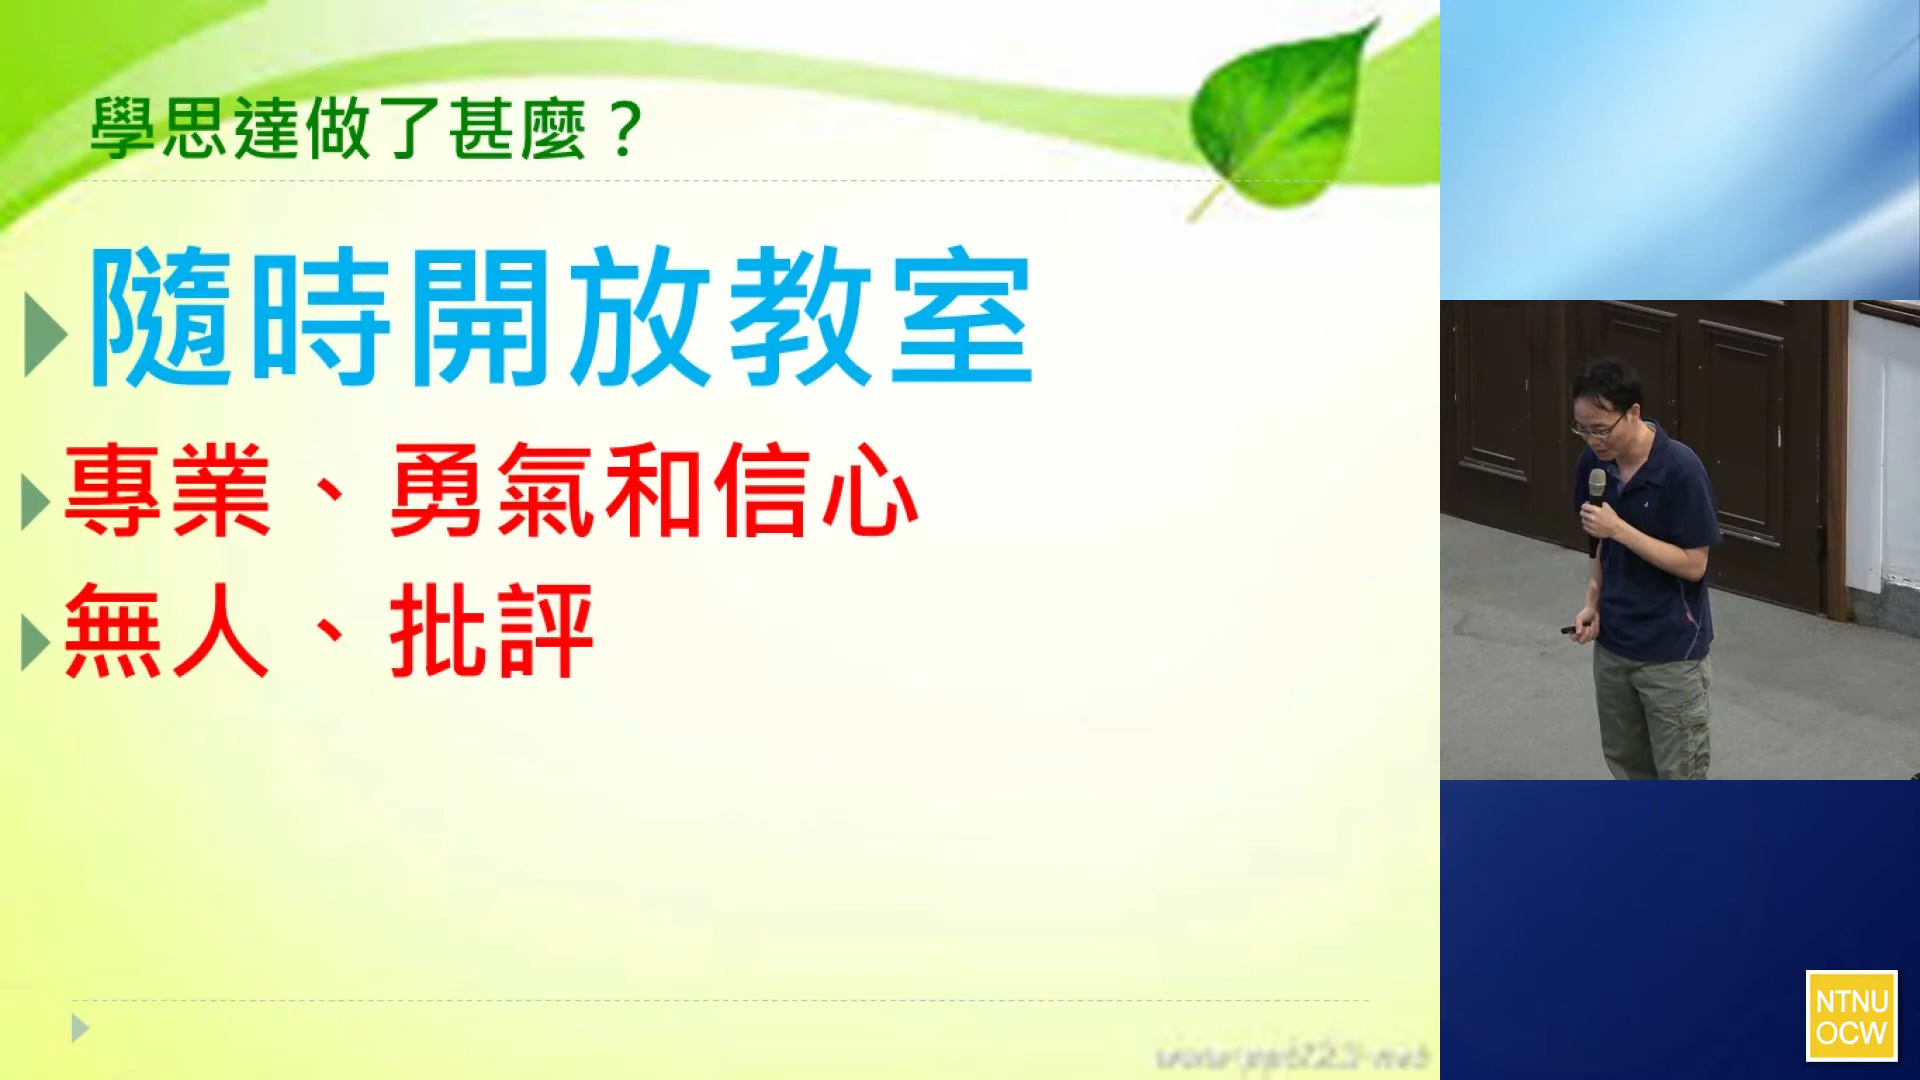 學思達做了甚麼？
隨時開放教室
專業、勇氣和信心
無人、批評
NTNU
OCW